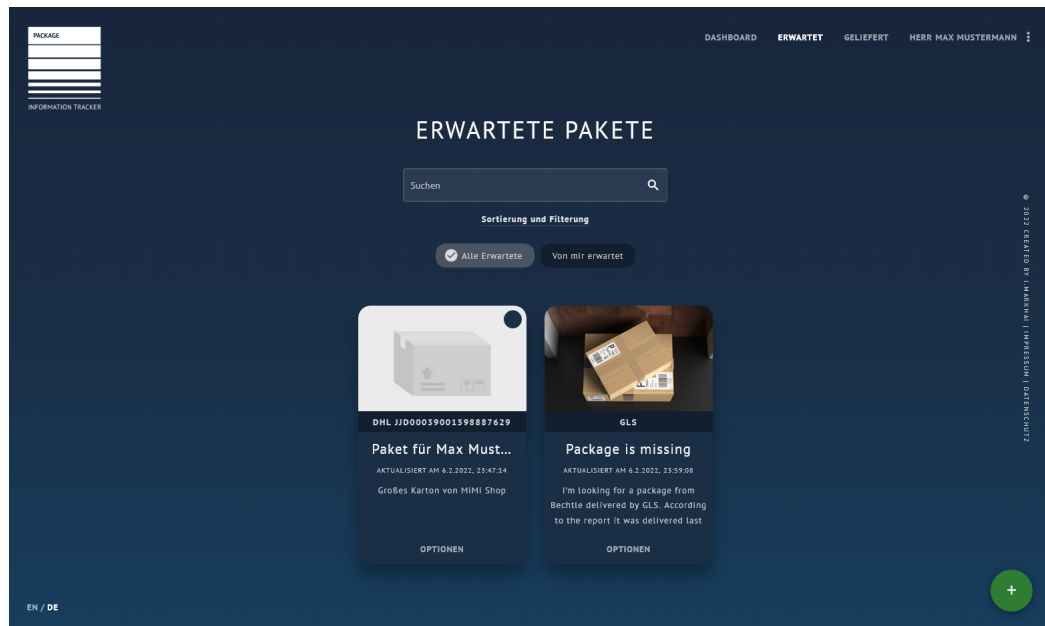 PACKAGE
INFORMATION TRACKER
DASHBOARD
ERWARTET
GELIEFERT
HERR MAX MUSTERMANN
ERWARTETE PAKETE
Suchen
Sortierung und Filterung
Alle Erwartete
Von mir erwartet
DHL JJD00039001598887629
Paket für Max Must...
AKTUALISIERT AM 6.2.2022, 23:47:14
Großes Karton von MiMi Shop
OPTIONEN
GLS
Package is missing
AKTUALISIERT AM 6.2.2022, 23:59:08
I'm looking for a package from
Bechtle delivered by GLS. According
to the report it was delivered last
OPTIONEN
© 2022 CREATED BY I.MARKHAI | IMPRESSUM | DATENSCHUTZ
EN / DE